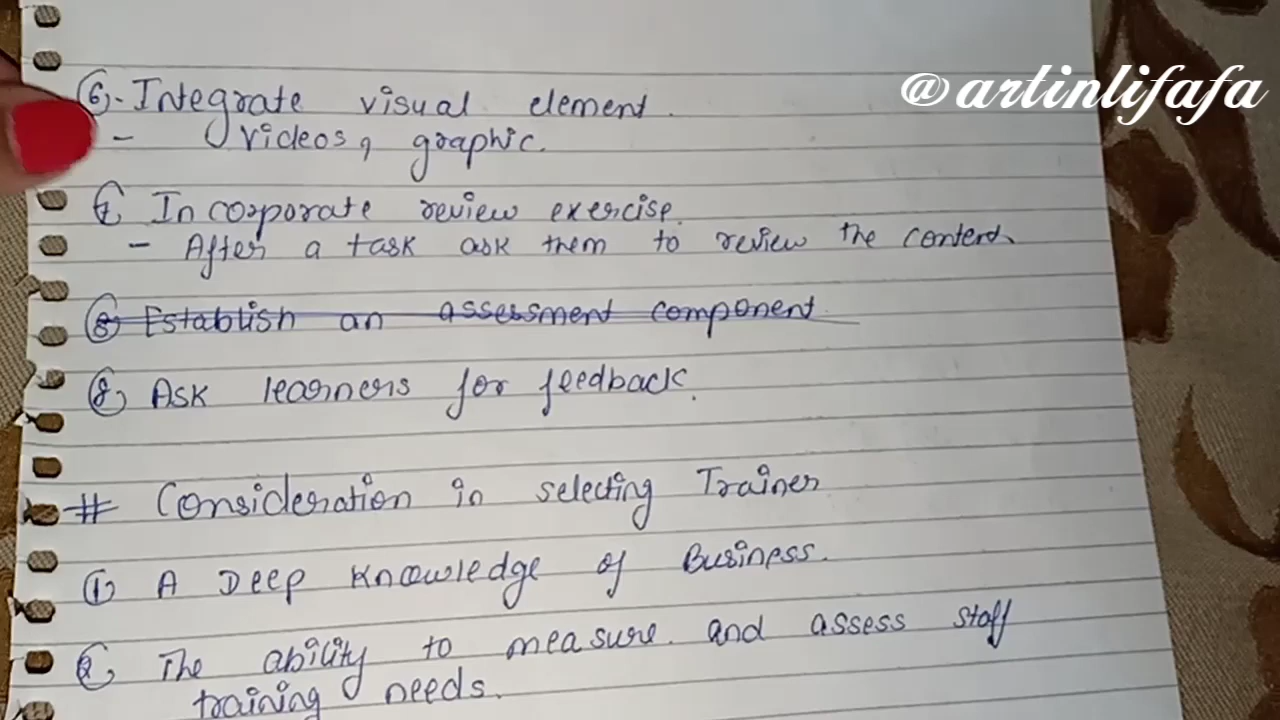 @artinlifafa
6 - Integrate visual element.
- Videos, graphic.
7 Incorporate review exercise.
- After a task ask them to review the content.
8 Establish an assessment component.
8 Ask learners for feedback.
# Consideration in selecting Trainer
1 A Deep Knowledge of Business.
2 The ability to measure. and assess staff
training needs.